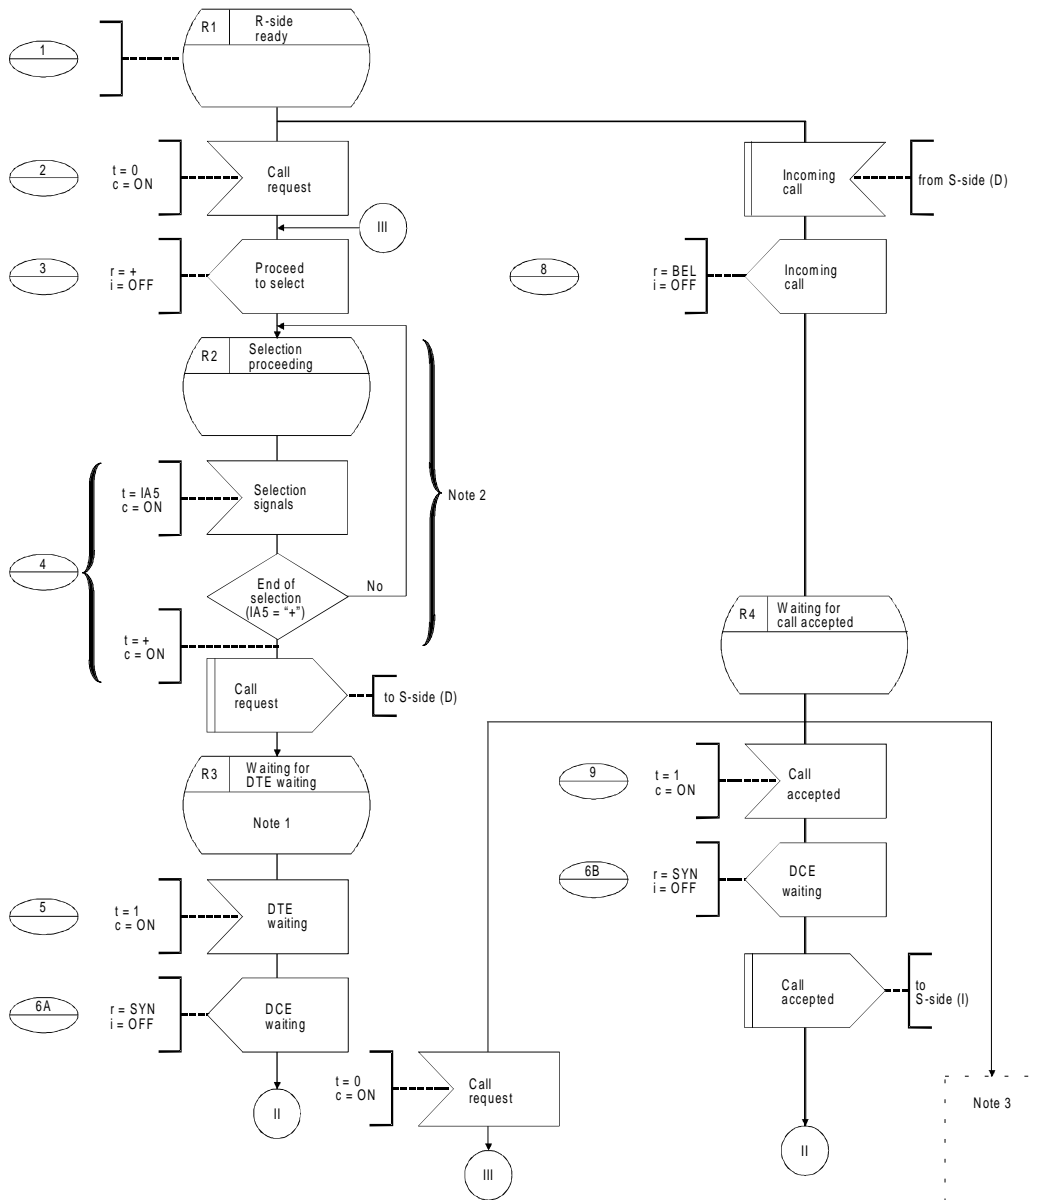 R1
R-side
ready
1
2
t = 0
c = ON
Call
request
Incoming
call
from S-side (D)
III
3
r = +
i = OFF
Proceed
to select
8
r = BEL
i = OFF
Incoming
call
R2
Selection
proceeding
t = IA5
c = ON
Selection
signals
Note 2
4
End of
selection
(IA5 = “+”)
No
t = +
c = ON
R4
Waiting for
call accepted
Call
request
to S-side (D)
R3
Waiting for
DTE waiting
Note 1
9
t = 1
c = ON
Call
accepted
6B
r = SYN
i = OFF
DCE
waiting
5
t = 1
c = ON
DTE
waiting
6A
r = SYN
i = OFF
DCE
waiting
Call
accepted
to
S-side (I)
II
t = 0
c = ON
Call
request
Note 3
II
III